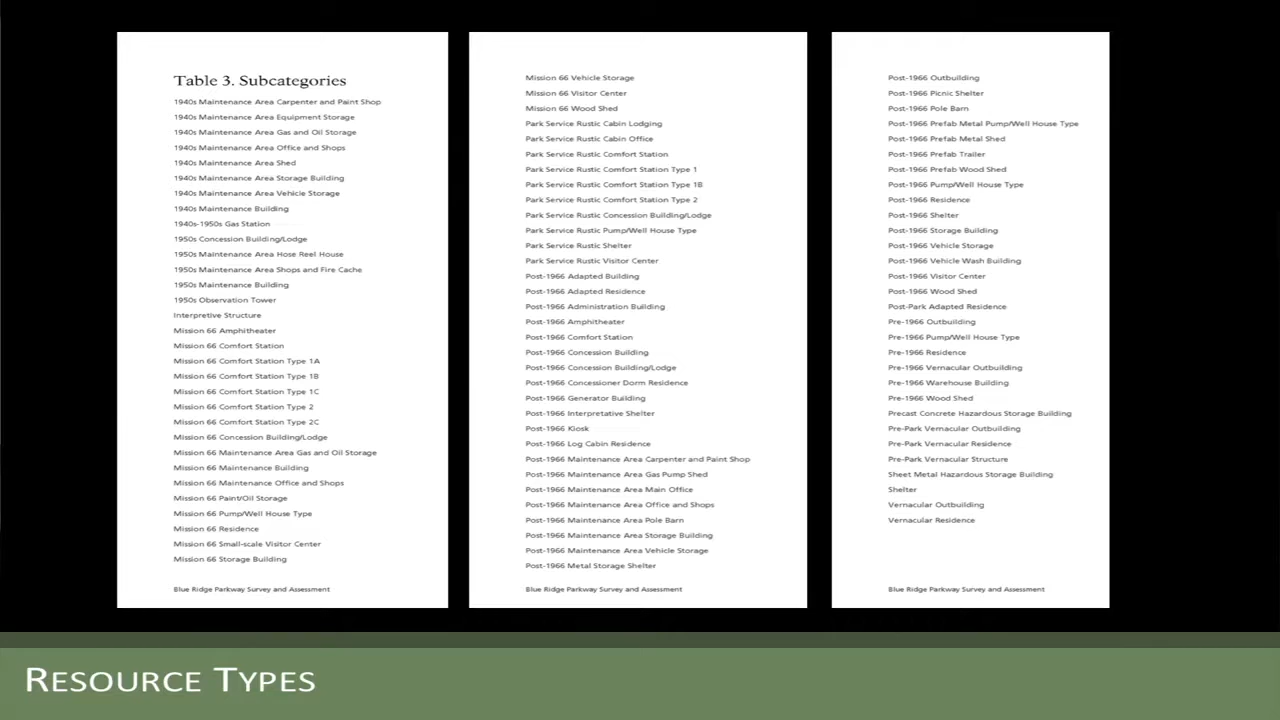 Table 3. Subcategories
1940s Maintenance Area Carpenter and Paint Shop
1940s Maintenance Area Equipment Storage
1940s Maintenance Area Gas and Oil Storage
1940s Maintenance Area Office and Shops
1940s Maintenance Area Shed
1940s Maintenance Area Storage Building
1940s Maintenance Area Vehicle Storage
1940s Maintenance Building
1940s-1950s Gas Station
1950s Concession Building/Lodge
1950s Maintenance Area Hose Reel House
1950s Maintenance Area Shops and Fire Cache
1950s Maintenance Building
1950s Observation Tower
Interpretive Structure
Mission 66 Amphitheater
Mission 66 Comfort Station
Mission 66 Comfort Station Type 1A
Mission 66 Comfort Station Type 1B
Mission 66 Comfort Station Type 1C
Mission 66 Comfort Station Type 2
Mission 66 Comfort Station Type 2C
Mission 66 Concession Building/Lodge
Mission 66 Maintenance Area Gas and Oil Storage
Mission 66 Maintenance Building
Mission 66 Maintenance Office and Shops
Mission 66 Paint/Oil Storage
Mission 66 Pump/Well House Type
Mission 66 Residence
Mission 66 Small-scale Visitor Center
Mission 66 Storage Building
Blue Ridge Parkway Survey and Assessment
Mission 66 Vehicle Storage
Mission 66 Visitor Center
Mission 66 Wood Shed
Park Service Rustic Cabin Lodging
Park Service Rustic Cabin Office
Park Service Rustic Comfort Station
Park Service Rustic Comfort Station Type 1
Park Service Rustic Comfort Station Type 1B
Park Service Rustic Comfort Station Type 2
Park Service Rustic Concession Building/Lodge
Park Service Rustic Pump/Well House Type
Park Service Rustic Shelter
Park Service Rustic Visitor Center
Post-1966 Adapted Building
Post-1966 Adapted Residence
Post-1966 Administration Building
Post-1966 Amphitheater
Post-1966 Comfort Station
Post-1966 Concession Building
Post-1966 Concession Building/Lodge
Post-1966 Concessioner Dorm Residence
Post-1966 Generator Building
Post-1966 Interpretative Shelter
Post-1966 Kiosk
Post-1966 Log Cabin Residence
Post-1966 Maintenance Area Carpenter and Paint Shop
Post-1966 Maintenance Area Gas Pump Shed
Post-1966 Maintenance Area Main Office
Post-1966 Maintenance Area Office and Shops
Post-1966 Maintenance Area Pole Barn
Post-1966 Maintenance Area Storage Building
Post-1966 Maintenance Area Vehicle Storage
Post-1966 Metal Storage Shelter
Blue Ridge Parkway Survey and Assessment
Post-1966 Outbuilding
Post-1966 Picnic Shelter
Post-1966 Pole Barn
Post-1966 Prefab Metal Pump/Well House Type
Post-1966 Prefab Metal Shed
Post-1966 Prefab Trailer
Post-1966 Prefab Wood Shed
Post-1966 Pump/Well House Type
Post-1966 Residence
Post-1966 Shelter
Post-1966 Storage Building
Post-1966 Vehicle Storage
Post-1966 Vehicle Wash Building
Post-1966 Visitor Center
Post-1966 Wood Shed
Post-Park Adapted Residence
Pre-1966 Outbuilding
Pre-1966 Pump/Well House Type
Pre-1966 Residence
Pre-1966 Vernacular Outbuilding
Pre-1966 Warehouse Building
Pre-1966 Wood Shed
Precast Concrete Hazardous Storage Building
Pre-Park Vernacular Outbuilding
Pre-Park Vernacular Residence
Pre-Park Vernacular Structure
Sheet Metal Hazardous Storage Building
Shelter
Vernacular Outbuilding
Vernacular Residence
Blue Ridge Parkway Survey and Assessment
RESOURCE TYPES